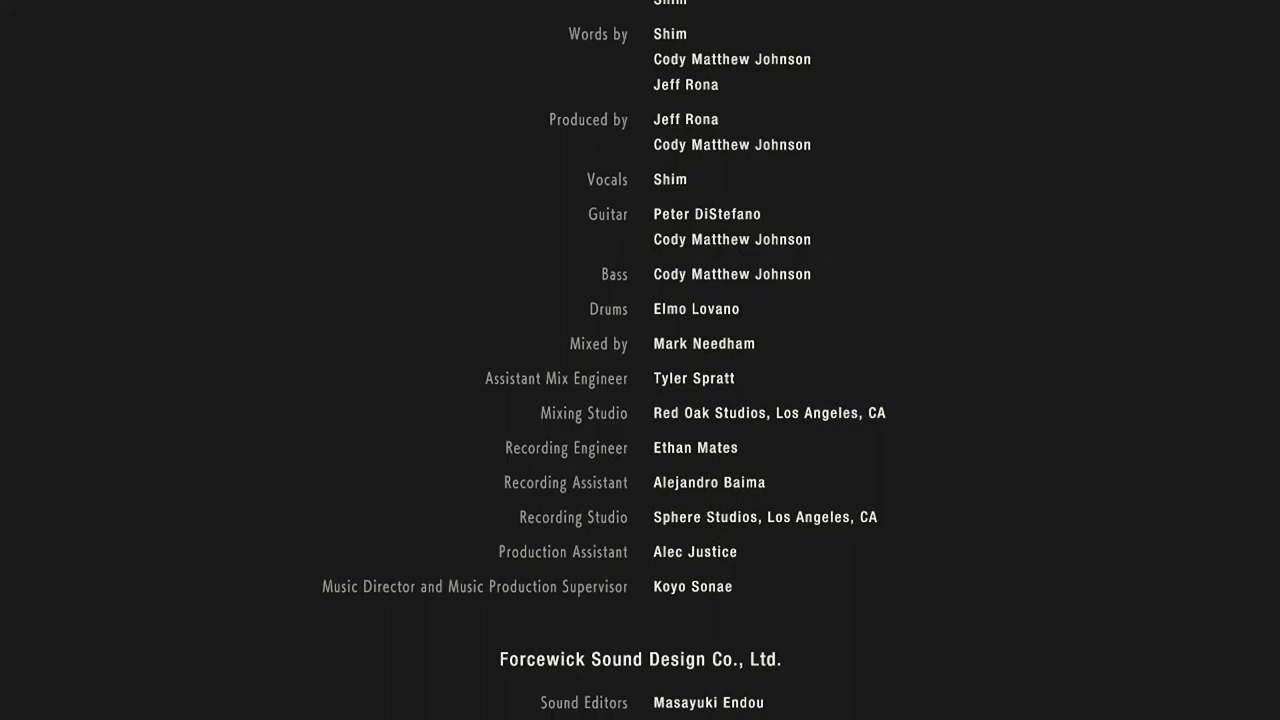 Shim
Words by Shim
Cody Matthew Johnson
Jeff Rona
Produced by Jeff Rona
Cody Matthew Johnson
Vocals Shim
Guitar Peter DiStefano
Cody Matthew Johnson
Bass Cody Matthew Johnson
Drums Elmo Lovano
Mixed by Mark Needham
Assistant Mix Engineer Tyler Spratt
Mixing Studio Red Oak Studios, Los Angeles, CA
Recording Engineer Ethan Mates
Recording Assistant Alejandro Baima
Recording Studio Sphere Studios, Los Angeles, CA
Production Assistant Alec Justice
Music Director and Music Production Supervisor Koyo Sonae
Forcewick Sound Design Co., Ltd.
Sound Editors Masayuki Endou